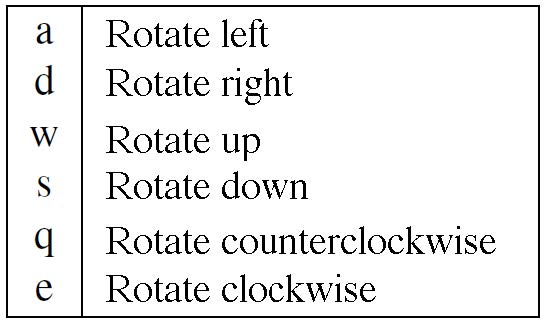 a Rotate left
d Rotate right
w Rotate up
s Rotate down
q Rotate counterclockwise
e Rotate clockwise